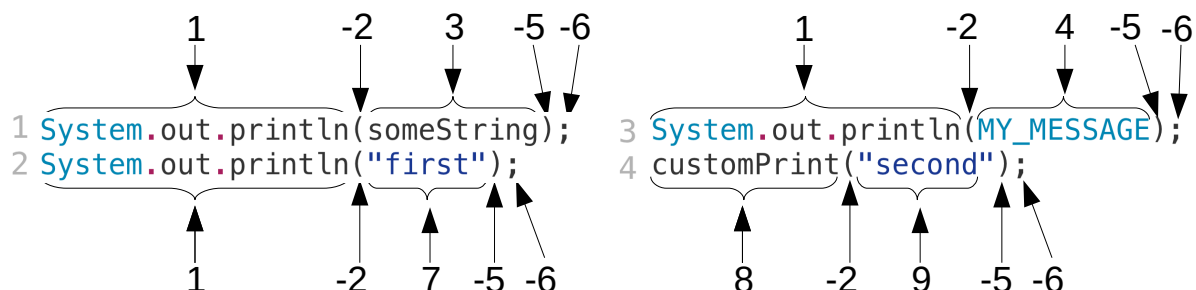 1 -2 3 -5 -6
1 System.out.println(someString);
2 System.out.println("first");
1 -2 7 -5 -6
1 -2 4 -5 -6
3 System.out.println(MY_MESSAGE);
4 customPrint("second");
8 -2 9 -5 -6